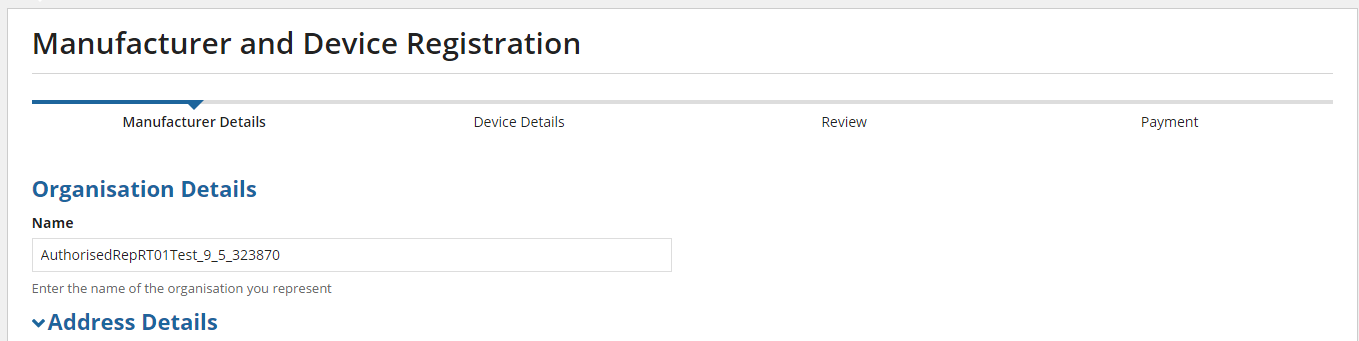 Manufacturer and Device Registration
Manufacturer Details Device Details Review Payment
Organisation Details
Name
AuthorisedRepRT01Test_9_5_323870
Enter the name of the organisation you represent
Address Details